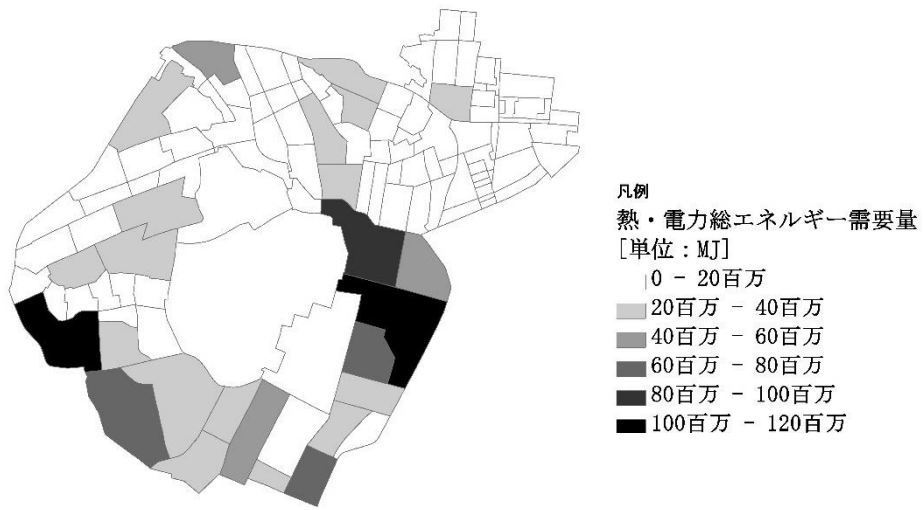 凡例
熱・電力総エネルギー需要量
[単位：MJ]
0 - 20百万
20百万 - 40百万
40百万 - 60百万
60百万 - 80百万
80百万 - 100百万
100百万 - 120百万